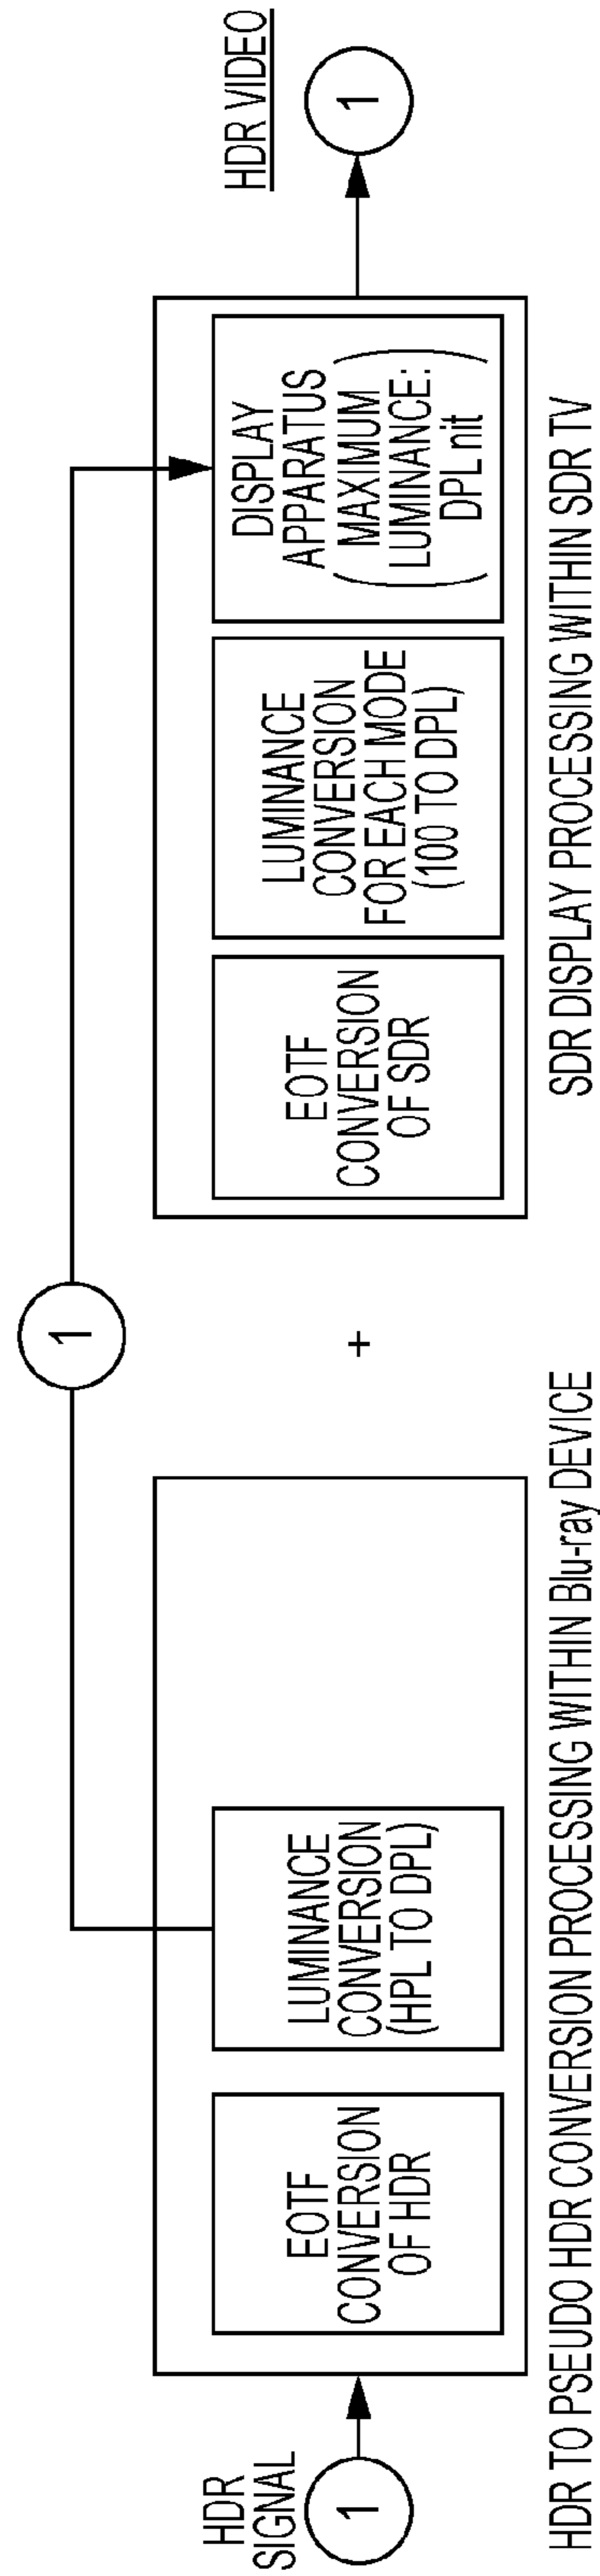 HDR
SIGNAL
1
EOTF
CONVERSION
OF HDR
LUMINANCE
CONVERSION
(HPL TO DPL)
HDR TO PSEUDO HDR CONVERSION PROCESSING WITHIN Blu-ray DEVICE
1
+
EOTF
CONVERSION
OF SDR
LUMINANCE
CONVERSION
FOR EACH MODE
(100 TO DPL)
DISPLAY
APPARATUS
(MAXIMUM
LUMINANCE:
DPL nit)
SDR DISPLAY PROCESSING WITHIN SDR TV
HDR VIDEO
1